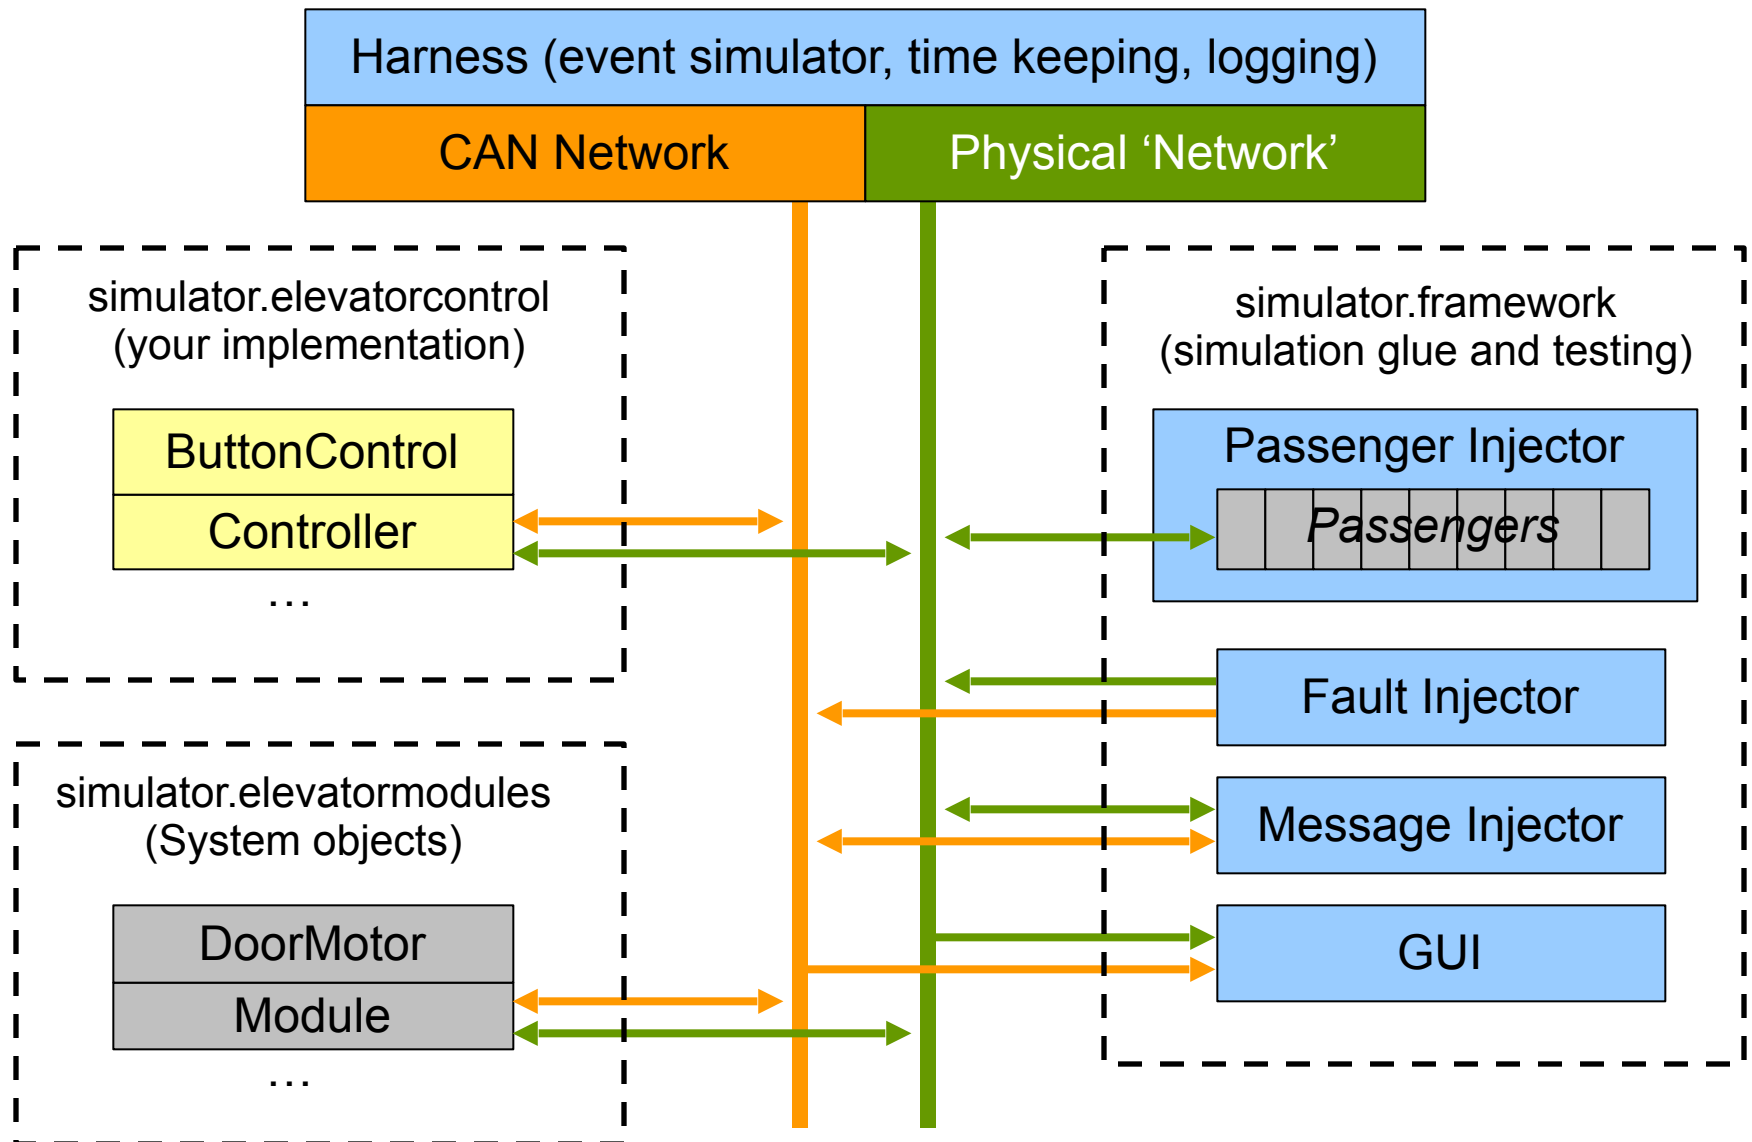 Harness (event simulator, time keeping, logging)
CAN Network
Physical ‘Network’
simulator.elevatorcontrol
(your implementation)
ButtonControl
Controller
…
simulator.elevatormodules
(System objects)
DoorMotor
Module
…
simulator.framework
(simulation glue and testing)
Passenger Injector
Passengers
Fault Injector
Message Injector
GUI